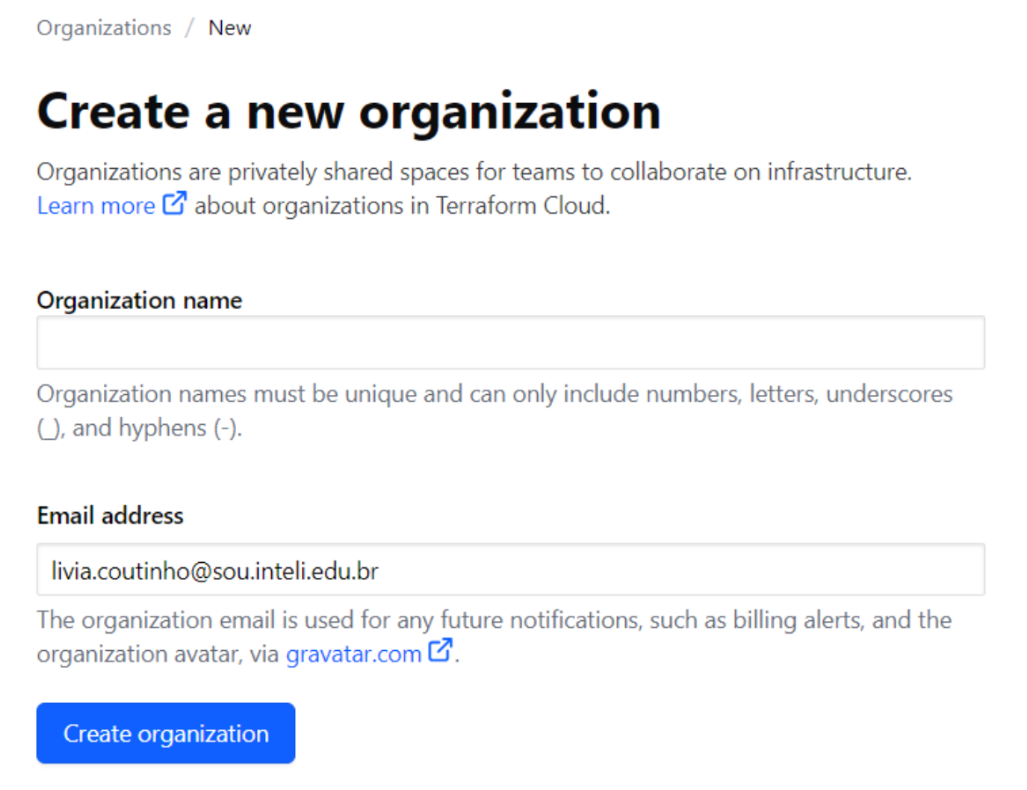 Organizations / New
Create a new organization
Organizations are privately shared spaces for teams to collaborate on infrastructure.
Learn more about organizations in Terraform Cloud.
Organization name
Organization names must be unique and can only include numbers, letters, underscores
(_), and hyphens (-).
Email address
livia.coutinho@sou.inteli.edu.br
The organization email is used for any future notifications, such as billing alerts, and the
organization avatar, via gravatar.com.
Create organization